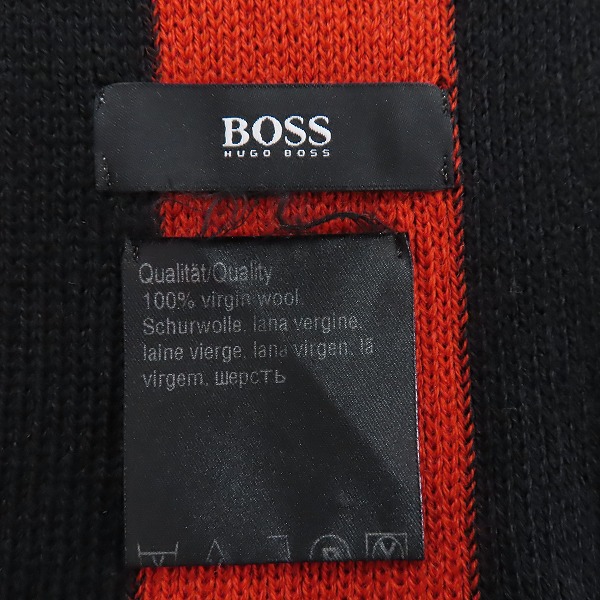 BOSS
HUGO BOSS
Qualität/Quality
100% virgin wool,
Schurwolle, lana vergine,
laine vierge, lana virgen, lã
virgem, шерсть